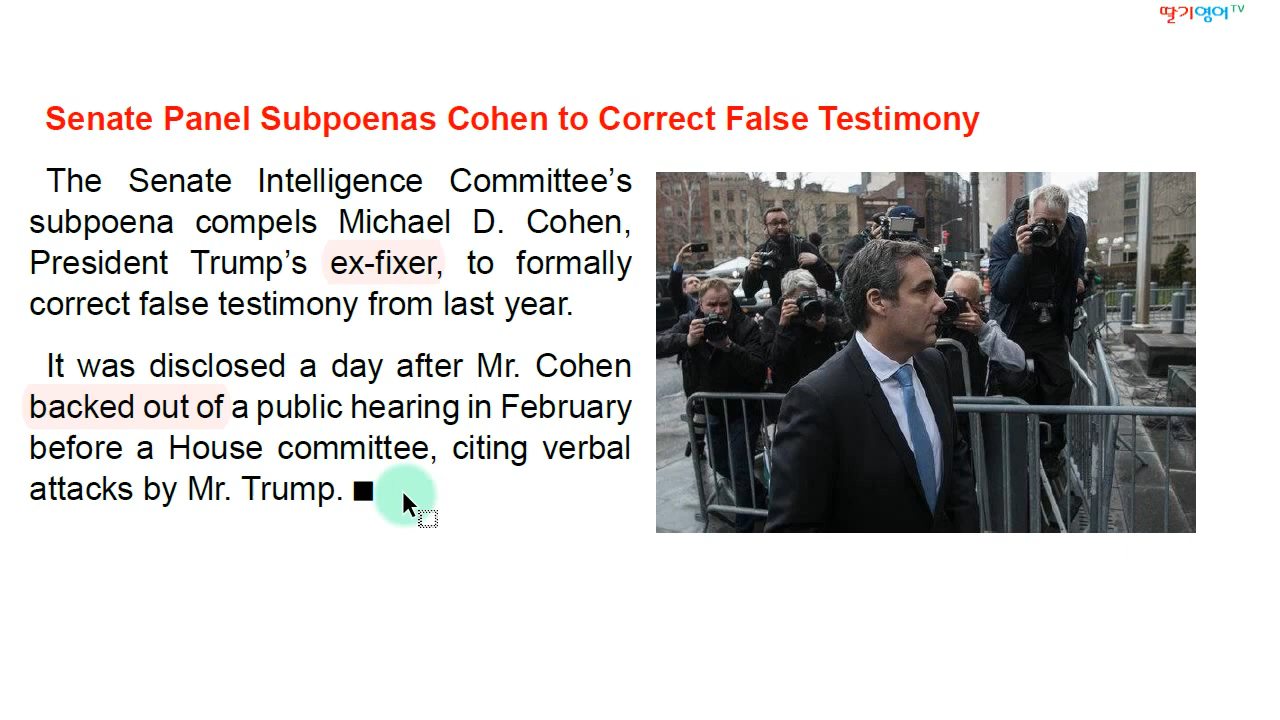 딸기영어TV
Senate Panel Subpoenas Cohen to Correct False Testimony
The Senate Intelligence Committee’s
subpoena compels Michael D. Cohen,
President Trump’s ex-fixer, to formally
correct false testimony from last year.
It was disclosed a day after Mr. Cohen
backed out of a public hearing in February
before a House committee, citing verbal
attacks by Mr. Trump. ■